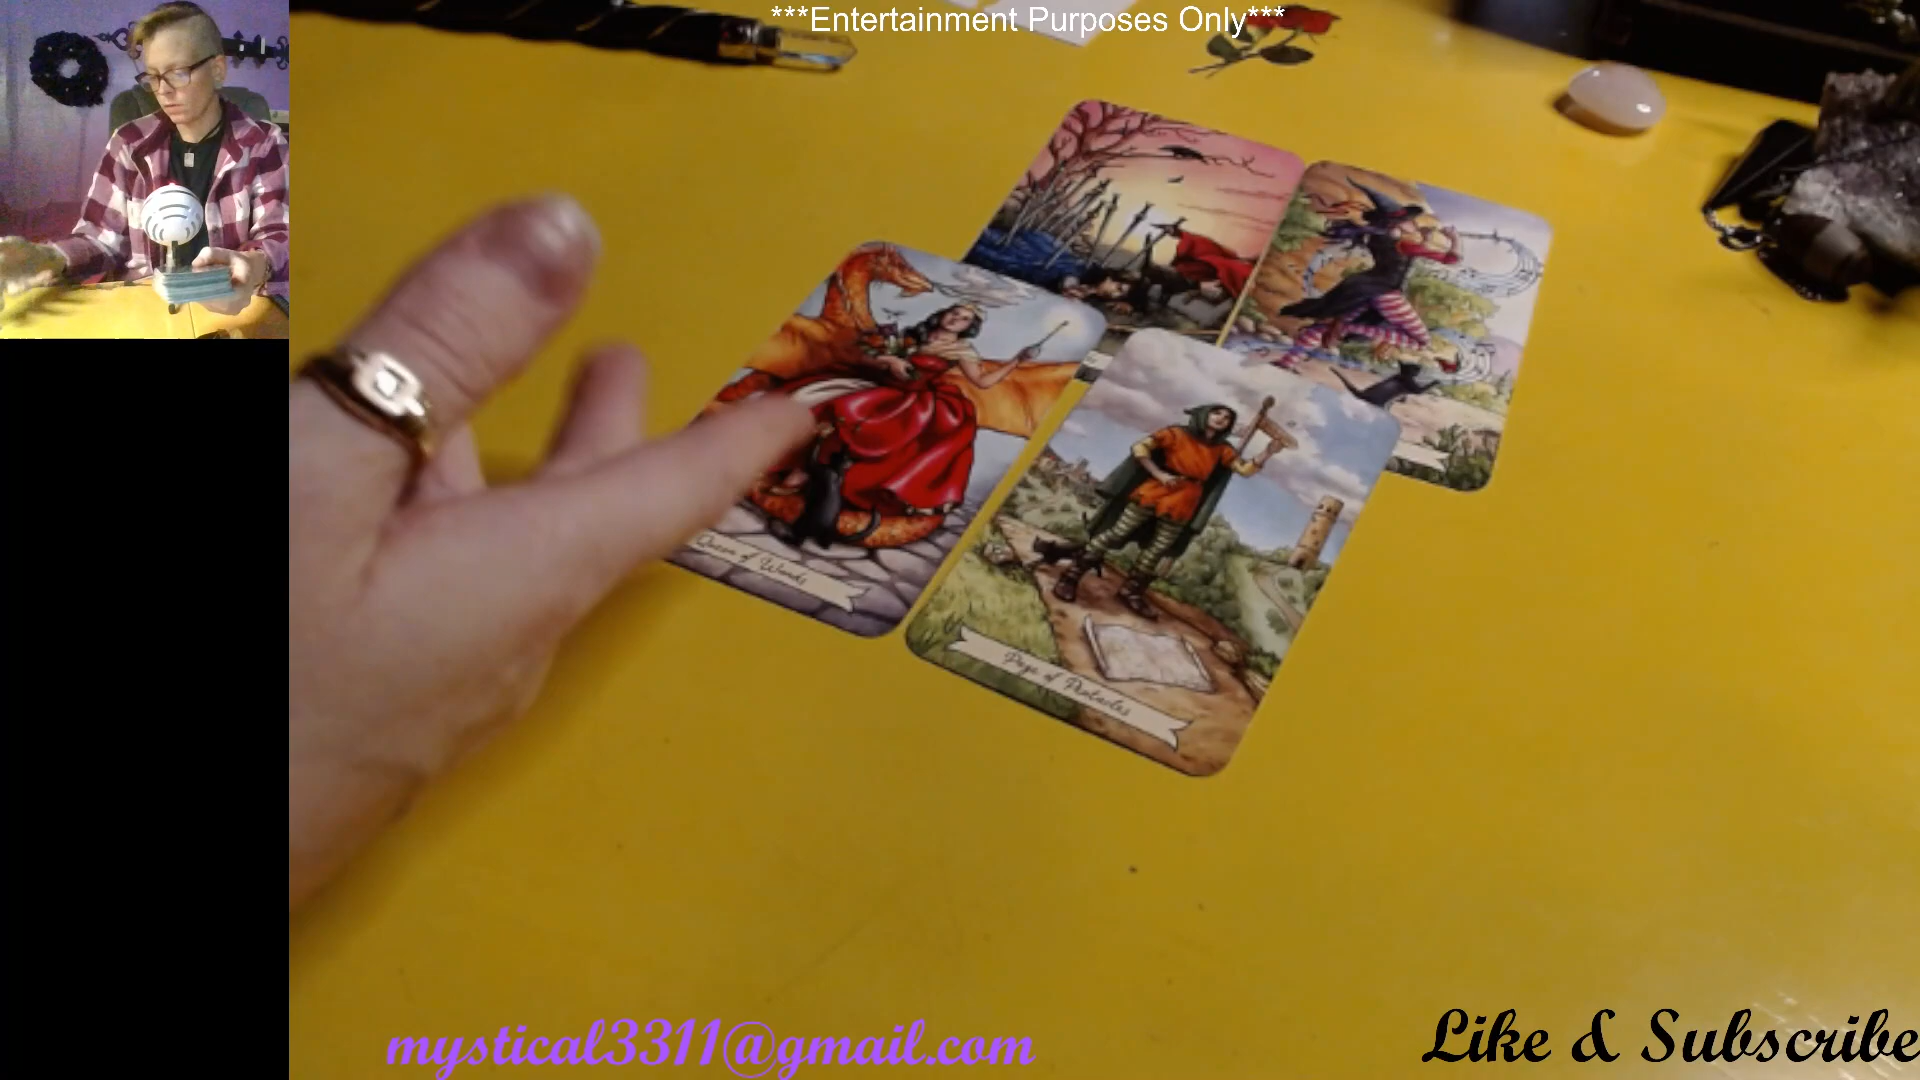 ***Entertainment Purposes Only***
Queen of Wands
Page of Pentacles
mystical3311@gmail.com
Like & Subscribe